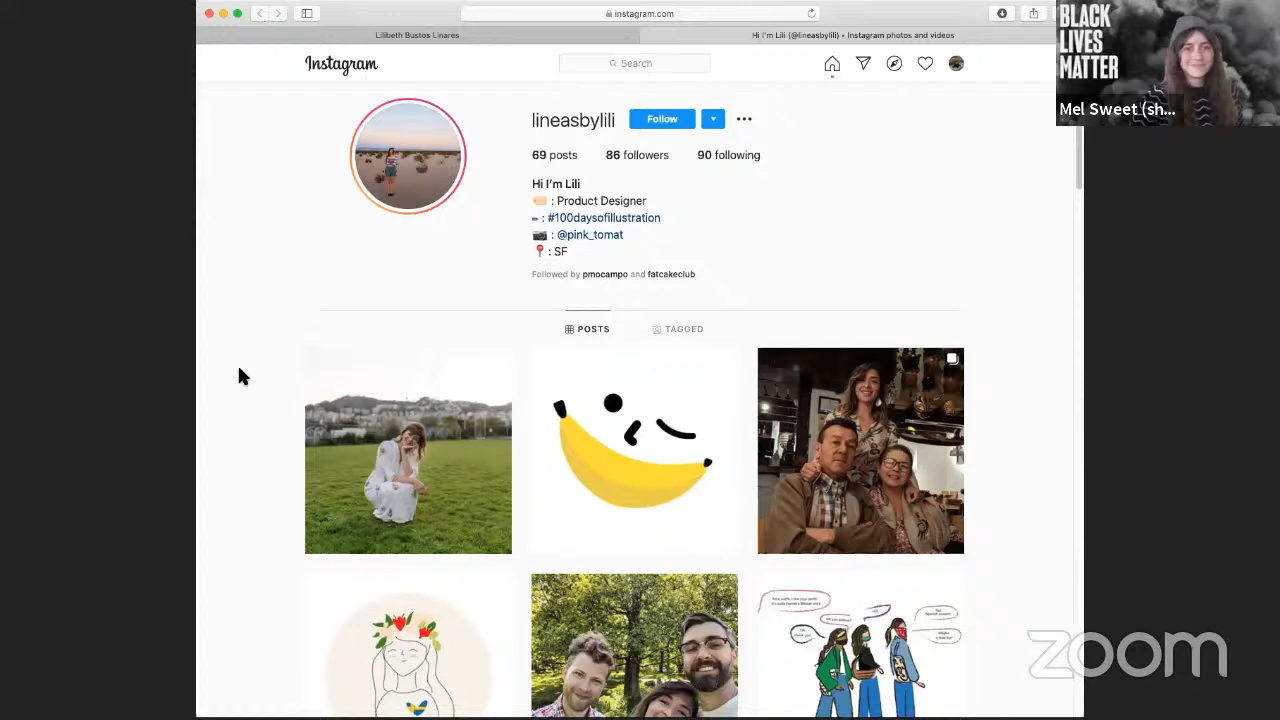 instagram.com
Lilibeth Bustos Linares
Hi I'm Lili (@lineasbylili) • Instagram photos and videos
Instagram
Search
lineasbylili
Follow
69 posts 86 followers 90 following
Hi I'm Lili
: Product Designer
: #100daysofillustration
: @pink_tomat
: SF
Followed by pmocampo and fatcakeclub
POSTS
TAGGED
BLACK
LIVES
MATTER
Mel Sweet (sh...
zoom